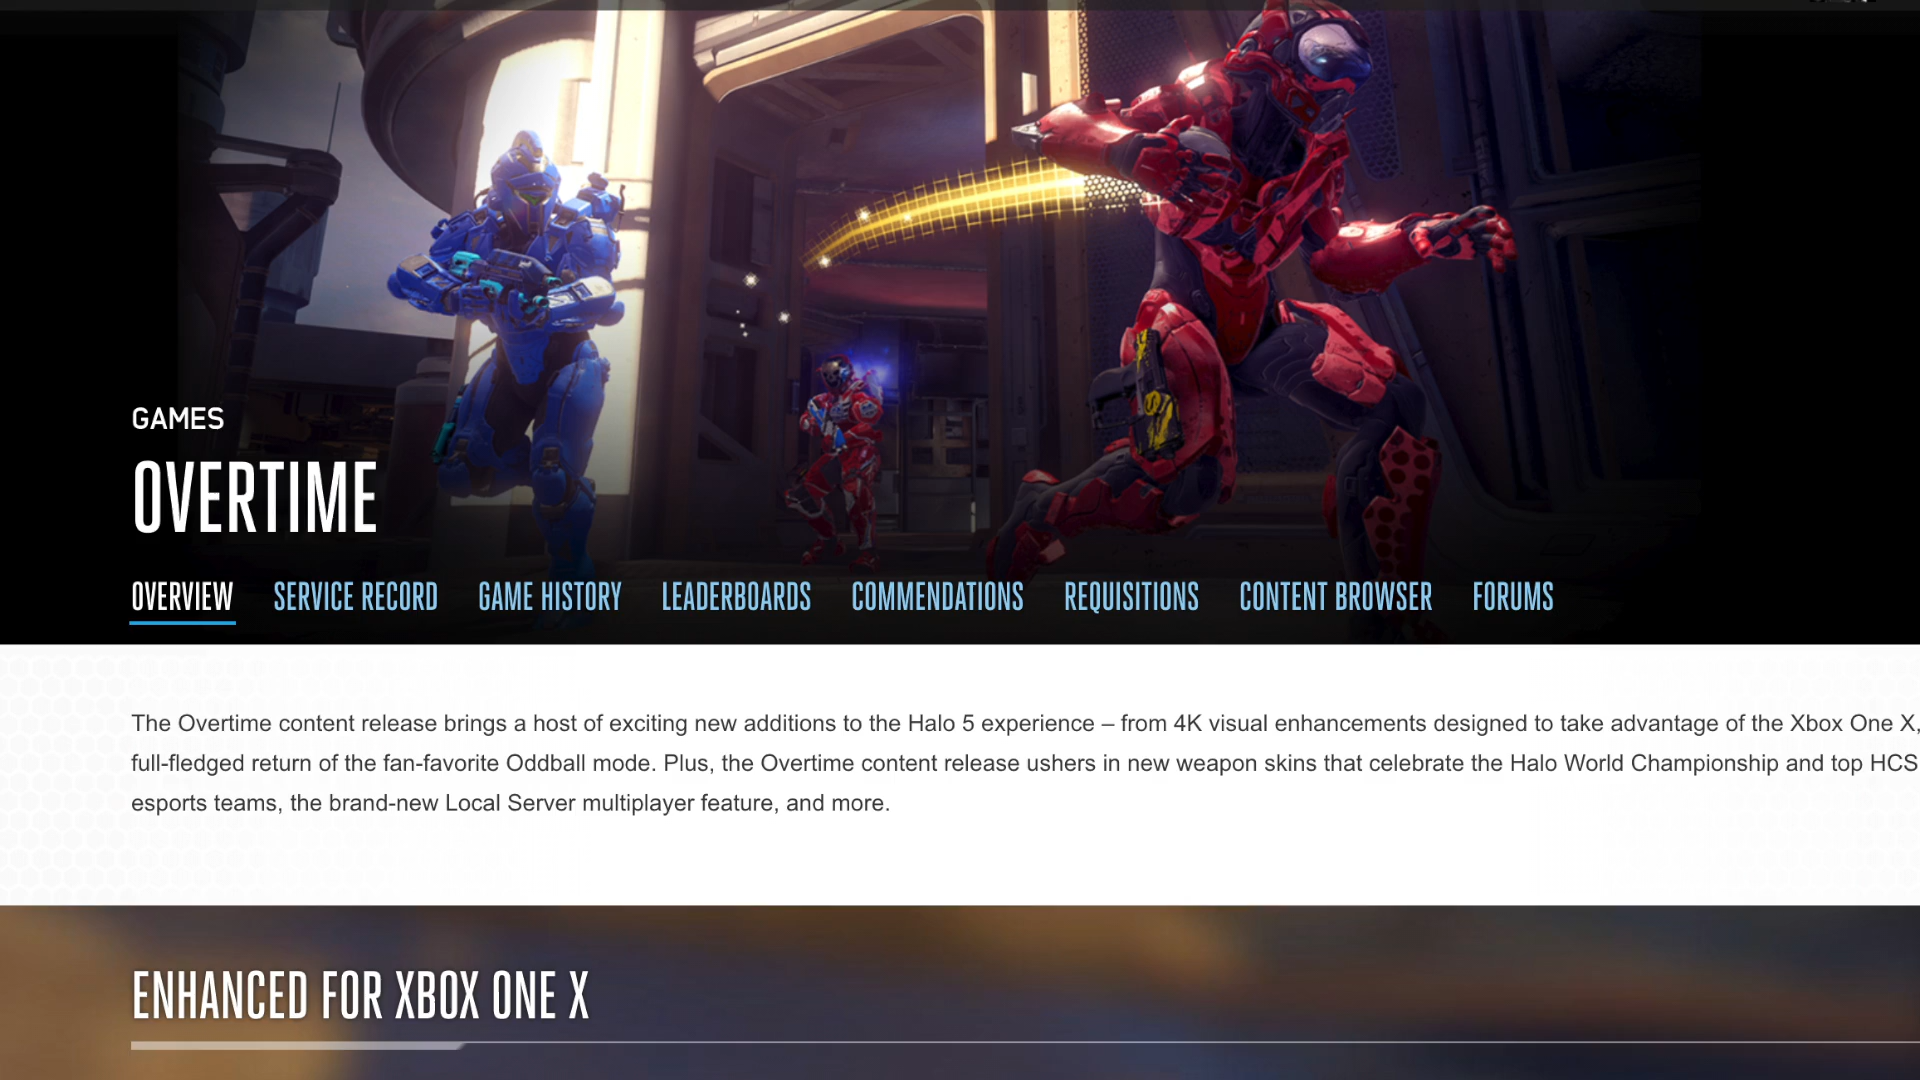 GAMES
OVERTIME
OVERVIEW SERVICE RECORD GAME HISTORY LEADERBOARDS COMMENDATIONS REQUISITIONS CONTENT BROWSER FORUMS
The Overtime content release brings a host of exciting new additions to the Halo 5 experience – from 4K visual enhancements designed to take advantage of the Xbox One X,
full-fledged return of the fan-favorite Oddball mode. Plus, the Overtime content release ushers in new weapon skins that celebrate the Halo World Championship and top HCS
esports teams, the brand-new Local Server multiplayer feature, and more.
ENHANCED FOR XBOX ONE X